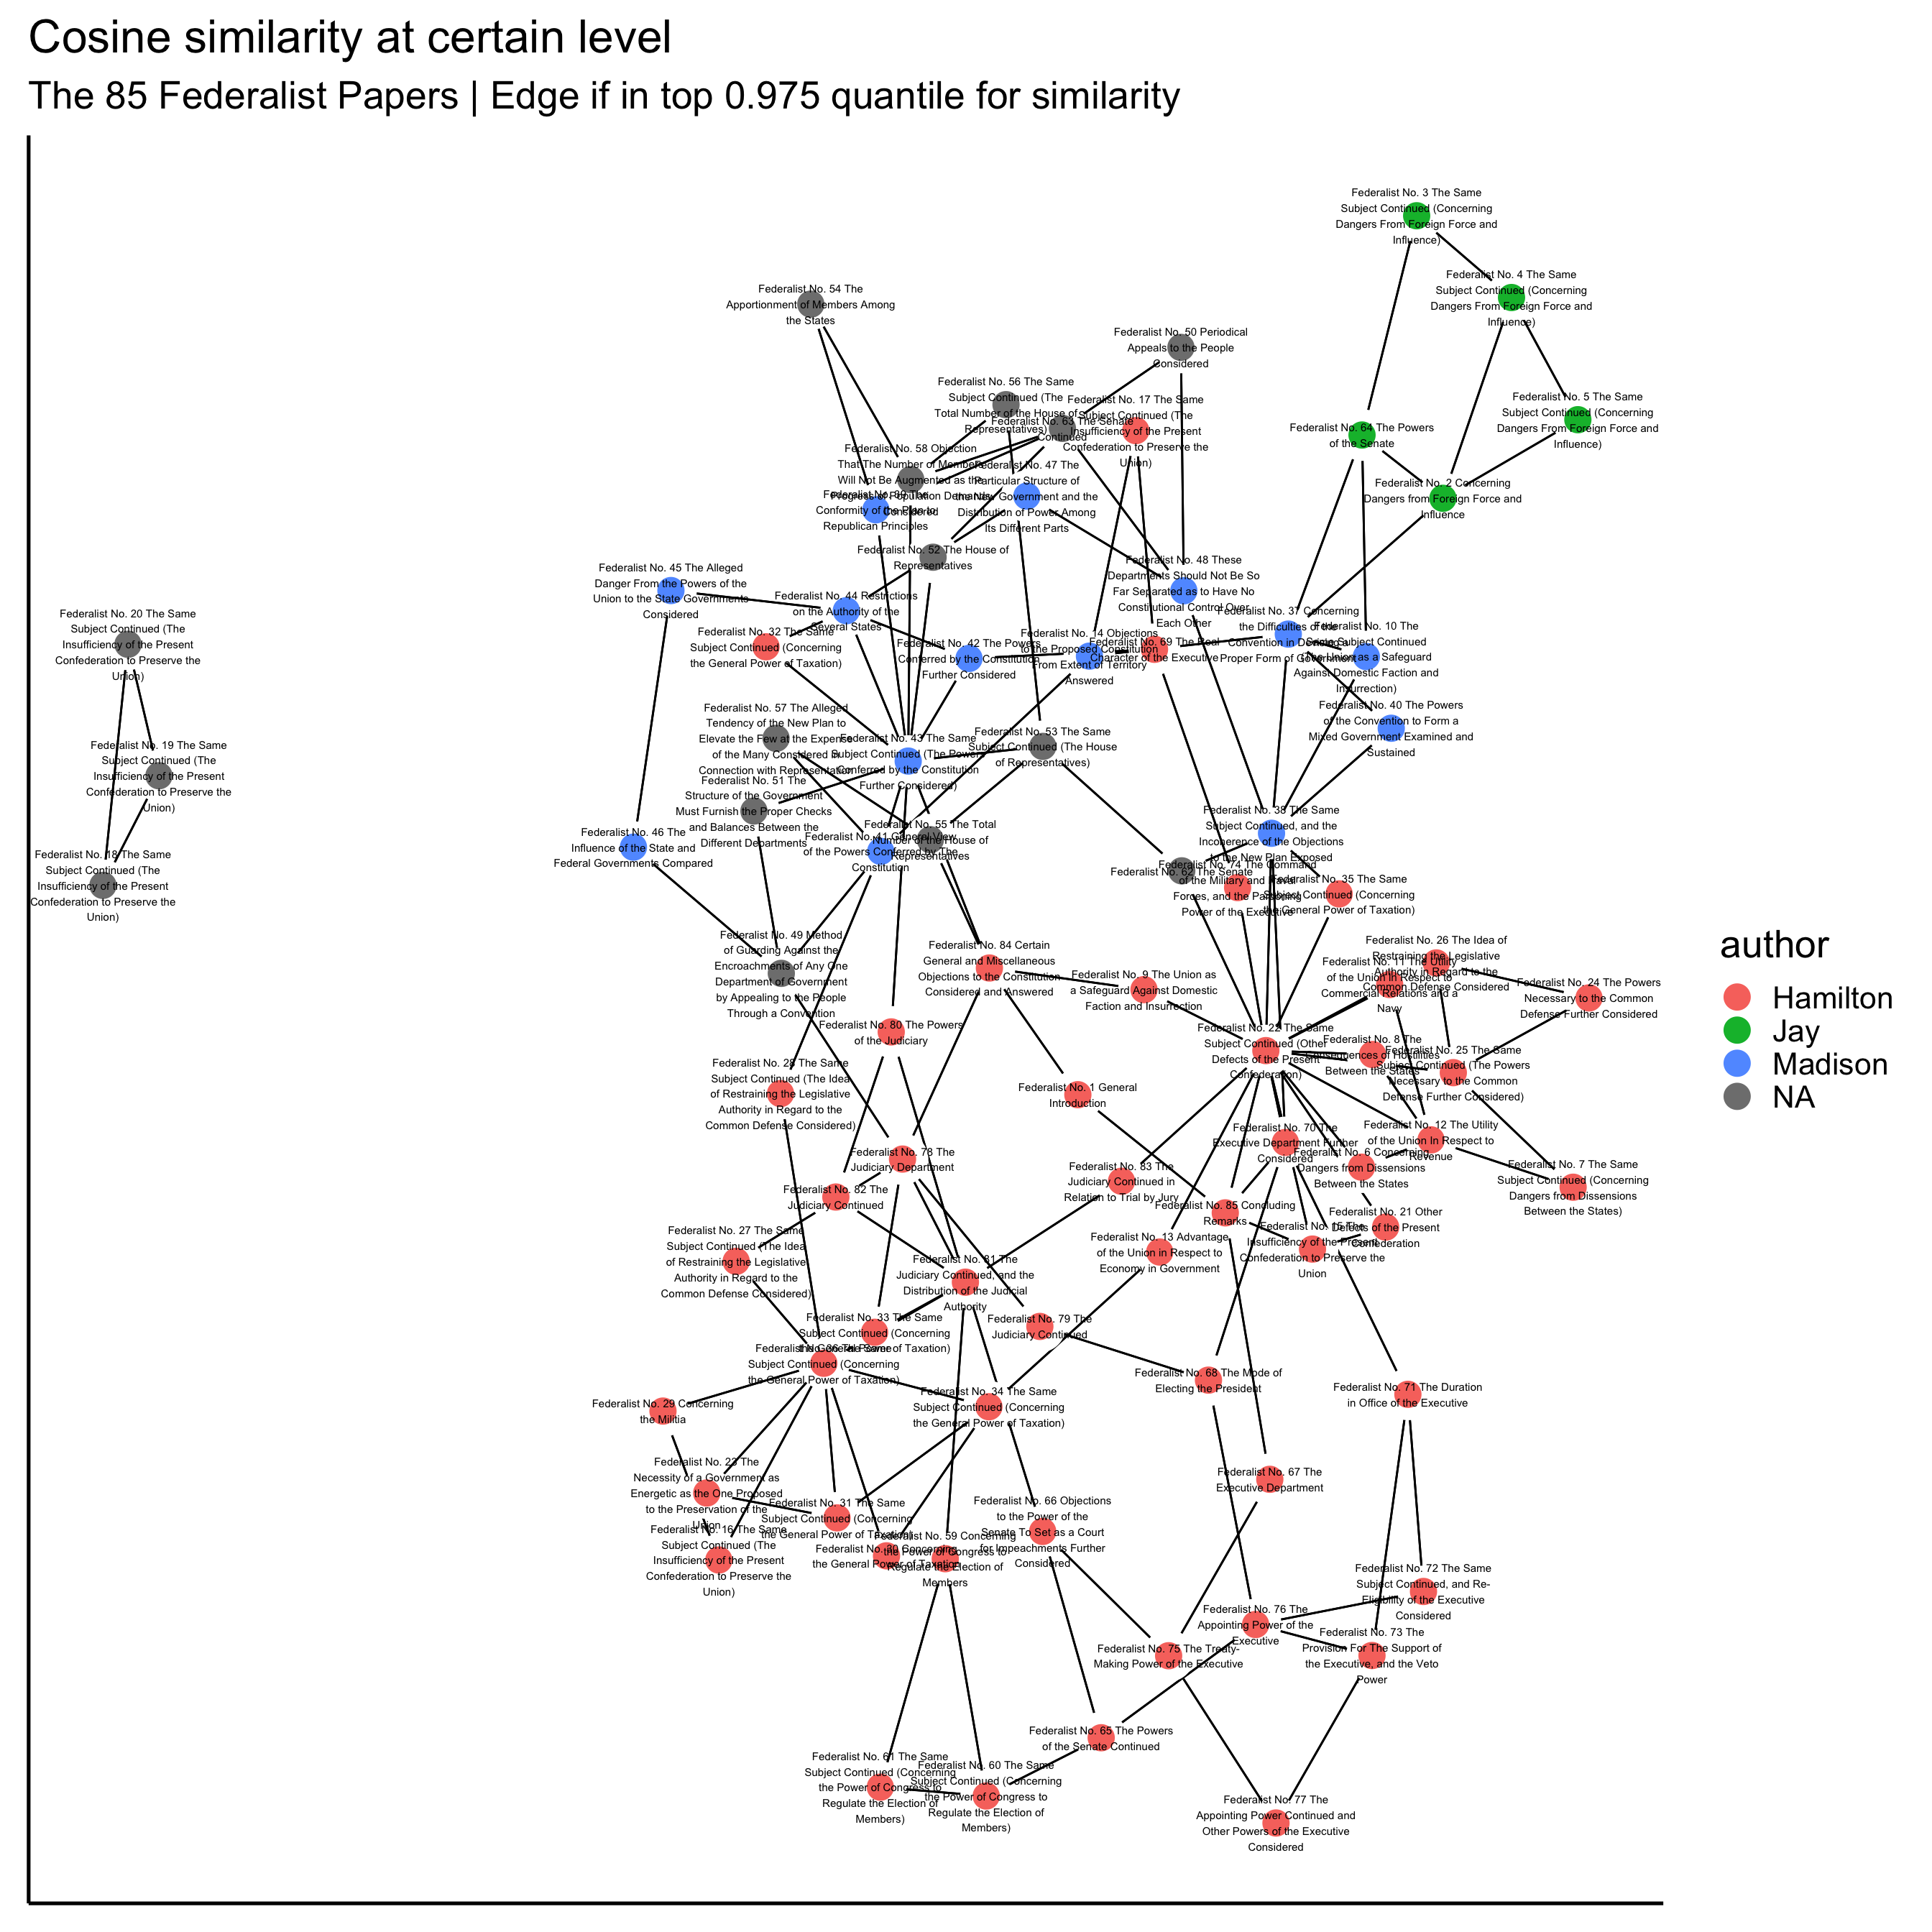 Cosine similarity at certain level
The 85 Federalist Papers | Edge if in top 0.975 quantile for similarity
Federalist No. 3 The Same
Subject Continued (Concerning
Dangers From Foreign Force and
Influence)
Federalist No. 4 The Same
Subject Continued (Concerning
Dangers From Foreign Force and
Influence)
Federalist No. 54 The
Apportionment of Members Among
the States
Federalist No. 50 Periodical
Appeals to the People
Considered
Federalist No. 5 The Same
Subject Continued (Concerning
Dangers From Foreign Force and
Influence)
Federalist No. 56 The Same
Subject Continued (The
Total Number of the House of
Representatives)
Federalist No. 63 The Senate
Continued
Federalist No. 17 The Same
Subject Continued (The
Insufficiency of the Present
Confederation to Preserve the
Union)
Federalist No. 64 The Powers
of the Senate
Federalist No. 58 Objection
That The Number of Members
Will Not Be Augmented as the
Progress of Population Demands
Considered
Federalist No. 47 The
Particular Structure of
the New Government and the
Distribution of Power Among
Its Different Parts
Federalist No. 2 Concerning
Dangers from Foreign Force and
Influence
Federalist No. 39 The
Conformity of the Plan to
Republican Principles
Federalist No. 52 The House of
Representatives
Federalist No. 48 These
Departments Should Not Be So
Far Separated as to Have No
Constitutional Control Over
Each Other
Federalist No. 45 The Alleged
Danger From the Powers of the
Union to the State Governments
Considered
Federalist No. 44 Restrictions
on the Authority of the
Several States
Federalist No. 20 The Same
Subject Continued (The
Insufficiency of the Present
Confederation to Preserve the
Union)
Federalist No. 32 The Same
Subject Continued (Concerning
the General Power of Taxation)
Federalist No. 42 The Powers
Conferred by the Constitution
Further Considered
Federalist No. 14 Objections
to the Proposed Constitution
From Extent of Territory
Answered
Federalist No. 69 The Real
Character of the Executive
Federalist No. 37 Concerning
the Difficulties of the
Convention in Devising a
Proper Form of Government
Federalist No. 10 The
Same Subject Continued
(The Union as a Safeguard
Against Domestic Faction and
Insurrection)
Federalist No. 40 The Powers
of the Convention to Form a
Mixed Government Examined and
Sustained
Federalist No. 57 The Alleged
Tendency of the New Plan to
Elevate the Few at the Expense
of the Many Considered in
Connection with Representation
Federalist No. 43 The Same
Subject Continued (The Powers
Conferred by the Constitution
Further Considered)
Federalist No. 53 The Same
Subject Continued (The House
of Representatives)
Federalist No. 19 The Same
Subject Continued (The
Insufficiency of the Present
Confederation to Preserve the
Union)
Federalist No. 51 The
Structure of the Government
Must Furnish the Proper Checks
and Balances Between the
Different Departments
Federalist No. 38 The Same
Subject Continued, and the
Incoherence of the Objections
to the New Plan Exposed
Federalist No. 46 The
Influence of the State and
Federal Governments Compared
Federalist No. 41 General View
of the Powers Conferred by The
Constitution
Federalist No. 55 The Total
Number of the House of
Representatives
Federalist No. 18 The Same
Subject Continued (The
Insufficiency of the Present
Confederation to Preserve the
Union)
Federalist No. 62 The Senate
Federalist No. 74 The Command
of the Military and Naval
Forces, and the Pardoning
Power of the Executive
Federalist No. 35 The Same
Subject Continued (Concerning
the General Power of Taxation)
Federalist No. 49 Method
of Guarding Against the
Encroachments of Any One
Department of Government
by Appealing to the People
Through a Convention
Federalist No. 84 Certain
General and Miscellaneous
Objections to the Constitution
Considered and Answered
Federalist No. 9 The Union as
a Safeguard Against Domestic
Faction and Insurrection
Federalist No. 26 The Idea of
Restraining the Legislative
Authority in Regard to the
Common Defense Considered
Federalist No. 11 The Utility
of the Union in Respect to
Commercial Relations and a
Navy
Federalist No. 24 The Powers
Necessary to the Common
Defense Further Considered
Federalist No. 80 The Powers
of the Judiciary
Federalist No. 22 The Same
Subject Continued (Other
Defects of the Present
Confederation)
Federalist No. 8 The
Consequences of Hostilities
Between the States
Federalist No. 25 The Same
Subject Continued (The Powers
Necessary to the Common
Defense Further Considered)
Federalist No. 28 The Same
Subject Continued (The Idea
of Restraining the Legislative
Authority in Regard to the
Common Defense Considered)
Federalist No. 1 General
Introduction
Federalist No. 70 The
Executive Department Further
Considered
Federalist No. 12 The Utility
of the Union In Respect to
Revenue
Federalist No. 78 The
Judiciary Department
Federalist No. 6 Concerning
Dangers from Dissensions
Between the States
Federalist No. 7 The Same
Subject Continued (Concerning
Dangers from Dissensions
Between the States)
Federalist No. 83 The
Judiciary Continued in
Relation to Trial by Jury
Federalist No. 82 The
Judiciary Continued
Federalist No. 85 Concluding
Remarks
Federalist No. 21 Other
Defects of the Present
Confederation
Federalist No. 15 The
Insufficiency of the Present
Confederation to Preserve the
Union
Federalist No. 27 The Same
Subject Continued (The Idea
of Restraining the Legislative
Authority in Regard to the
Common Defense Considered)
Federalist No. 13 Advantage
of the Union in Respect to
Economy in Government
Federalist No. 81 The
Judiciary Continued, and the
Distribution of the Judicial
Authority
Federalist No. 33 The Same
Subject Continued (Concerning
the General Power of Taxation)
Federalist No. 79 The
Judiciary Continued
Federalist No. 36 The Same
Subject Continued (Concerning
the General Power of Taxation)
Federalist No. 68 The Mode of
Electing the President
Federalist No. 71 The Duration
in Office of the Executive
Federalist No. 29 Concerning
the Militia
Federalist No. 34 The Same
Subject Continued (Concerning
the General Power of Taxation)
Federalist No. 23 The
Necessity of a Government as
Energetic as the One Proposed
to the Preservation of the
Union
Federalist No. 67 The
Executive Department
Federalist No. 31 The Same
Subject Continued (Concerning
the General Power of Taxation)
Federalist No. 66 Objections
to the Power of the
Senate To Set as a Court
for Impeachments Further
Considered
Federalist No. 16 The Same
Subject Continued (The
Insufficiency of the Present
Confederation to Preserve the
Union)
Federalist No. 30 Concerning
the General Power of Taxation
Federalist No. 59 Concerning
the Power of Congress to
Regulate the Election of
Members
Federalist No. 72 The Same
Subject Continued, and Re-
Eligibility of the Executive
Considered
Federalist No. 76 The
Appointing Power of the
Executive
Federalist No. 73 The
Provision For The Support of
the Executive, and the Veto
Power
Federalist No. 75 The Treaty-
Making Power of the Executive
Federalist No. 65 The Powers
of the Senate Continued
Federalist No. 61 The Same
Subject Continued (Concerning
the Power of Congress to
Regulate the Election of
Members)
Federalist No. 60 The Same
Subject Continued (Concerning
the Power of Congress to
Regulate the Election of
Members)
Federalist No. 77 The
Appointing Power Continued and
Other Powers of the Executive
Considered
author
Hamilton
Jay
Madison
NA